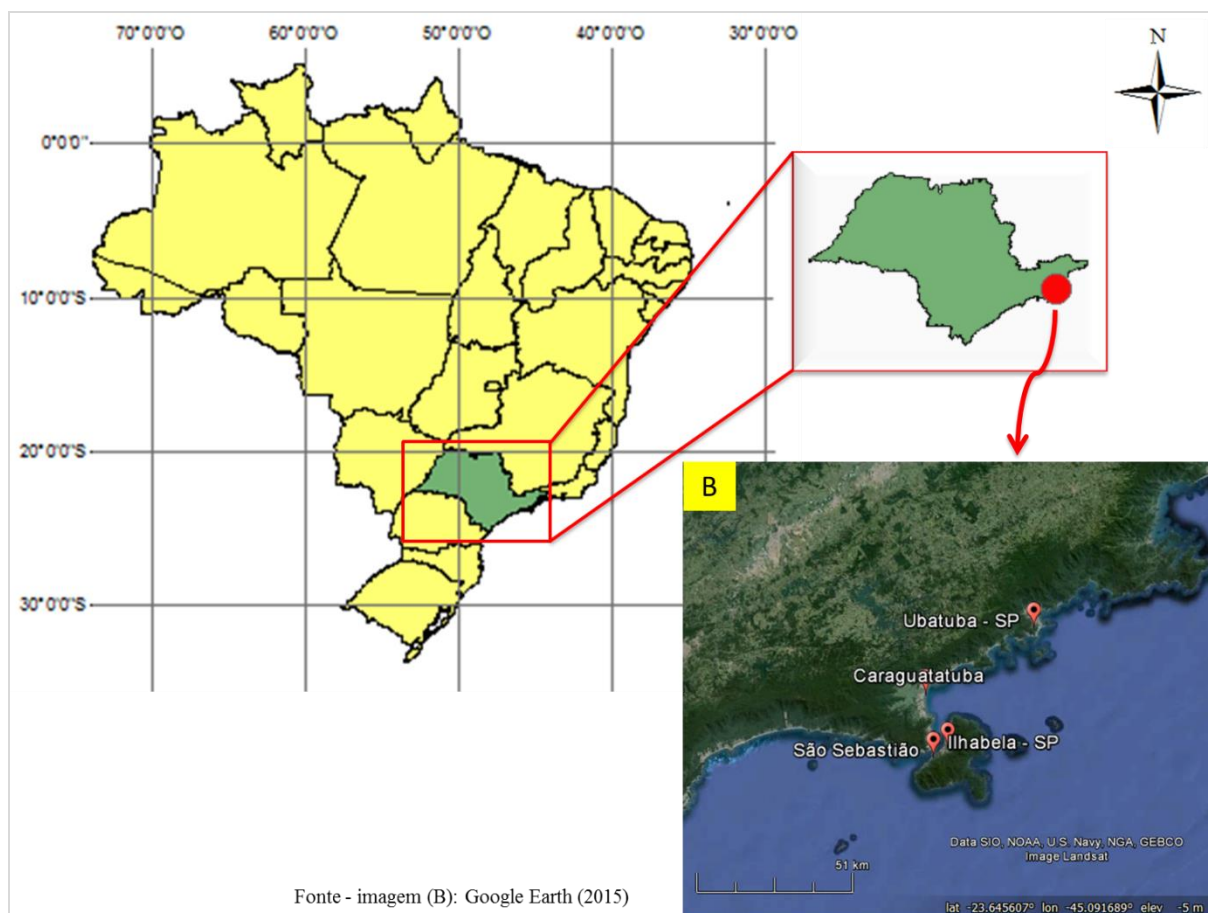 70°0'0"O 60°0'0"O 50°0'0"O 40°0'0"O 30°0'0"O
N
0°0'0"
10°0'0"S
20°0'0"S
30°0'0"S
B
Ubatuba - SP
Caraguatatuba
Ilhabela - SP
São Sebastião
Data SIO, NOAA, U.S. Navy, NGA, GEBCO
Image Landsat
51 km
lat -23.645607° lon -45.091689° elev -5 m
Fonte - imagem (B): Google Earth (2015)